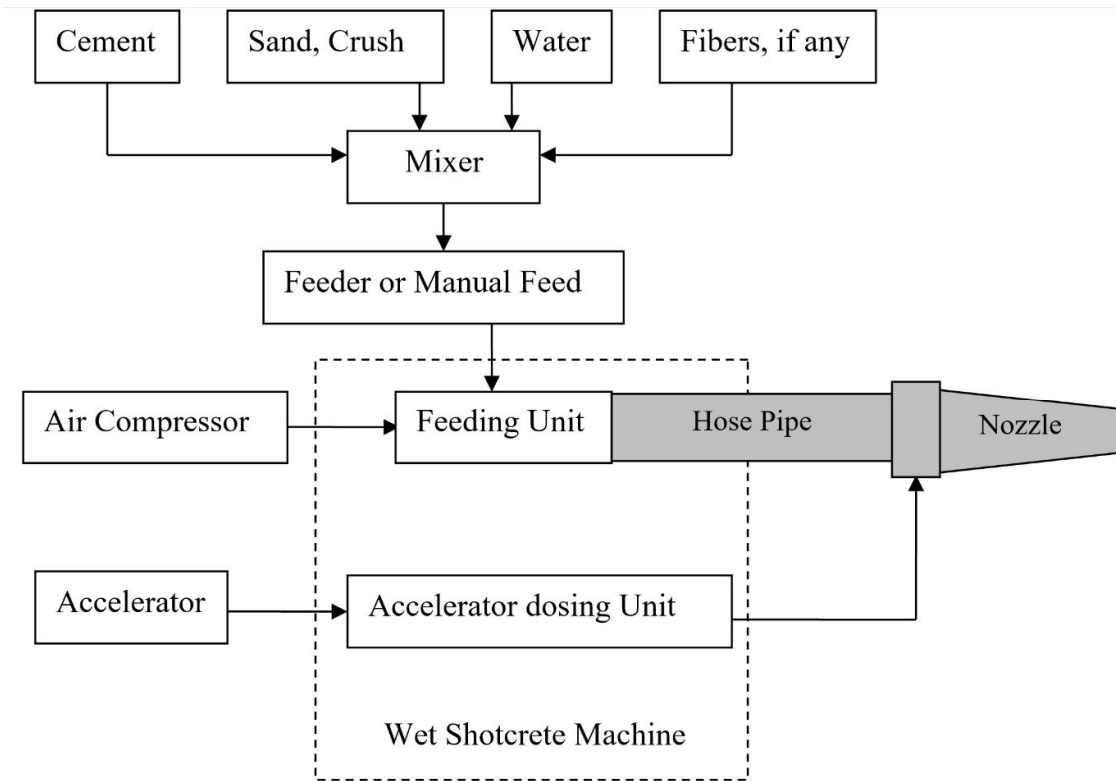 Cement
Sand, Crush
Water
Fibers, if any
Mixer
Feeder or Manual Feed
Air Compressor
Feeding Unit
Hose Pipe
Nozzle
Accelerator
Accelerator dosing Unit
Wet Shotcrete Machine